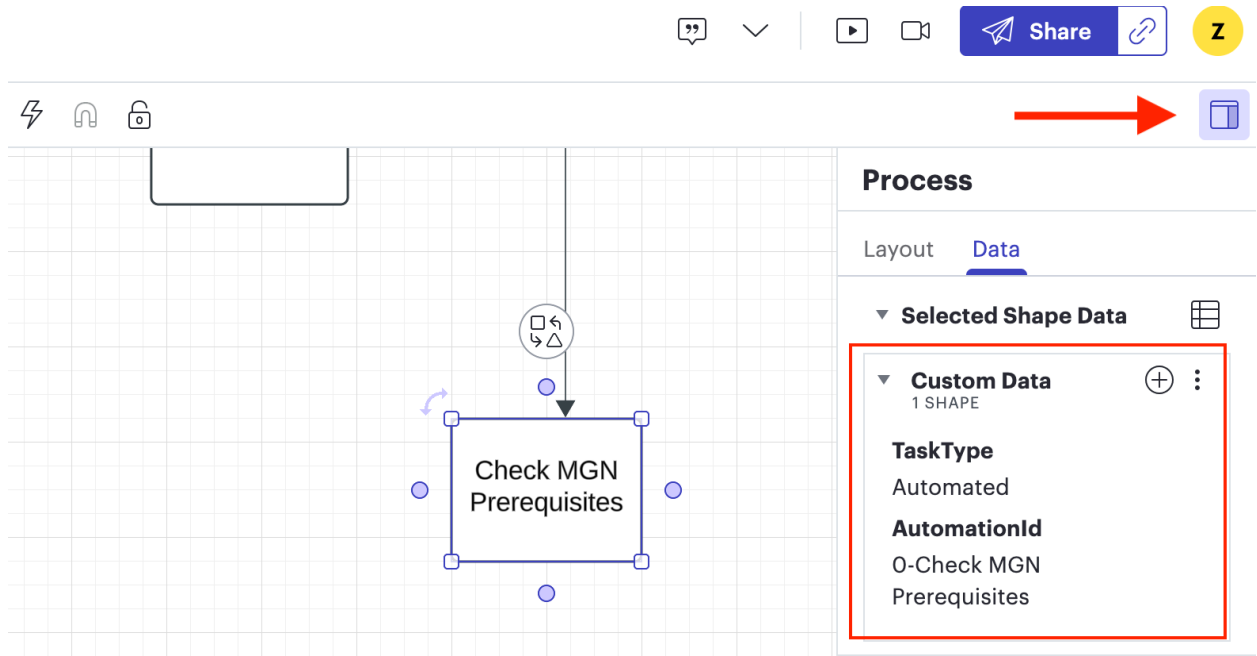 Share
Z
Process
Layout
Data
Selected Shape Data
Custom Data
1 SHAPE
TaskType
Automated
AutomationId
0-Check MGN
Prerequisites
Check MGN
Prerequisites